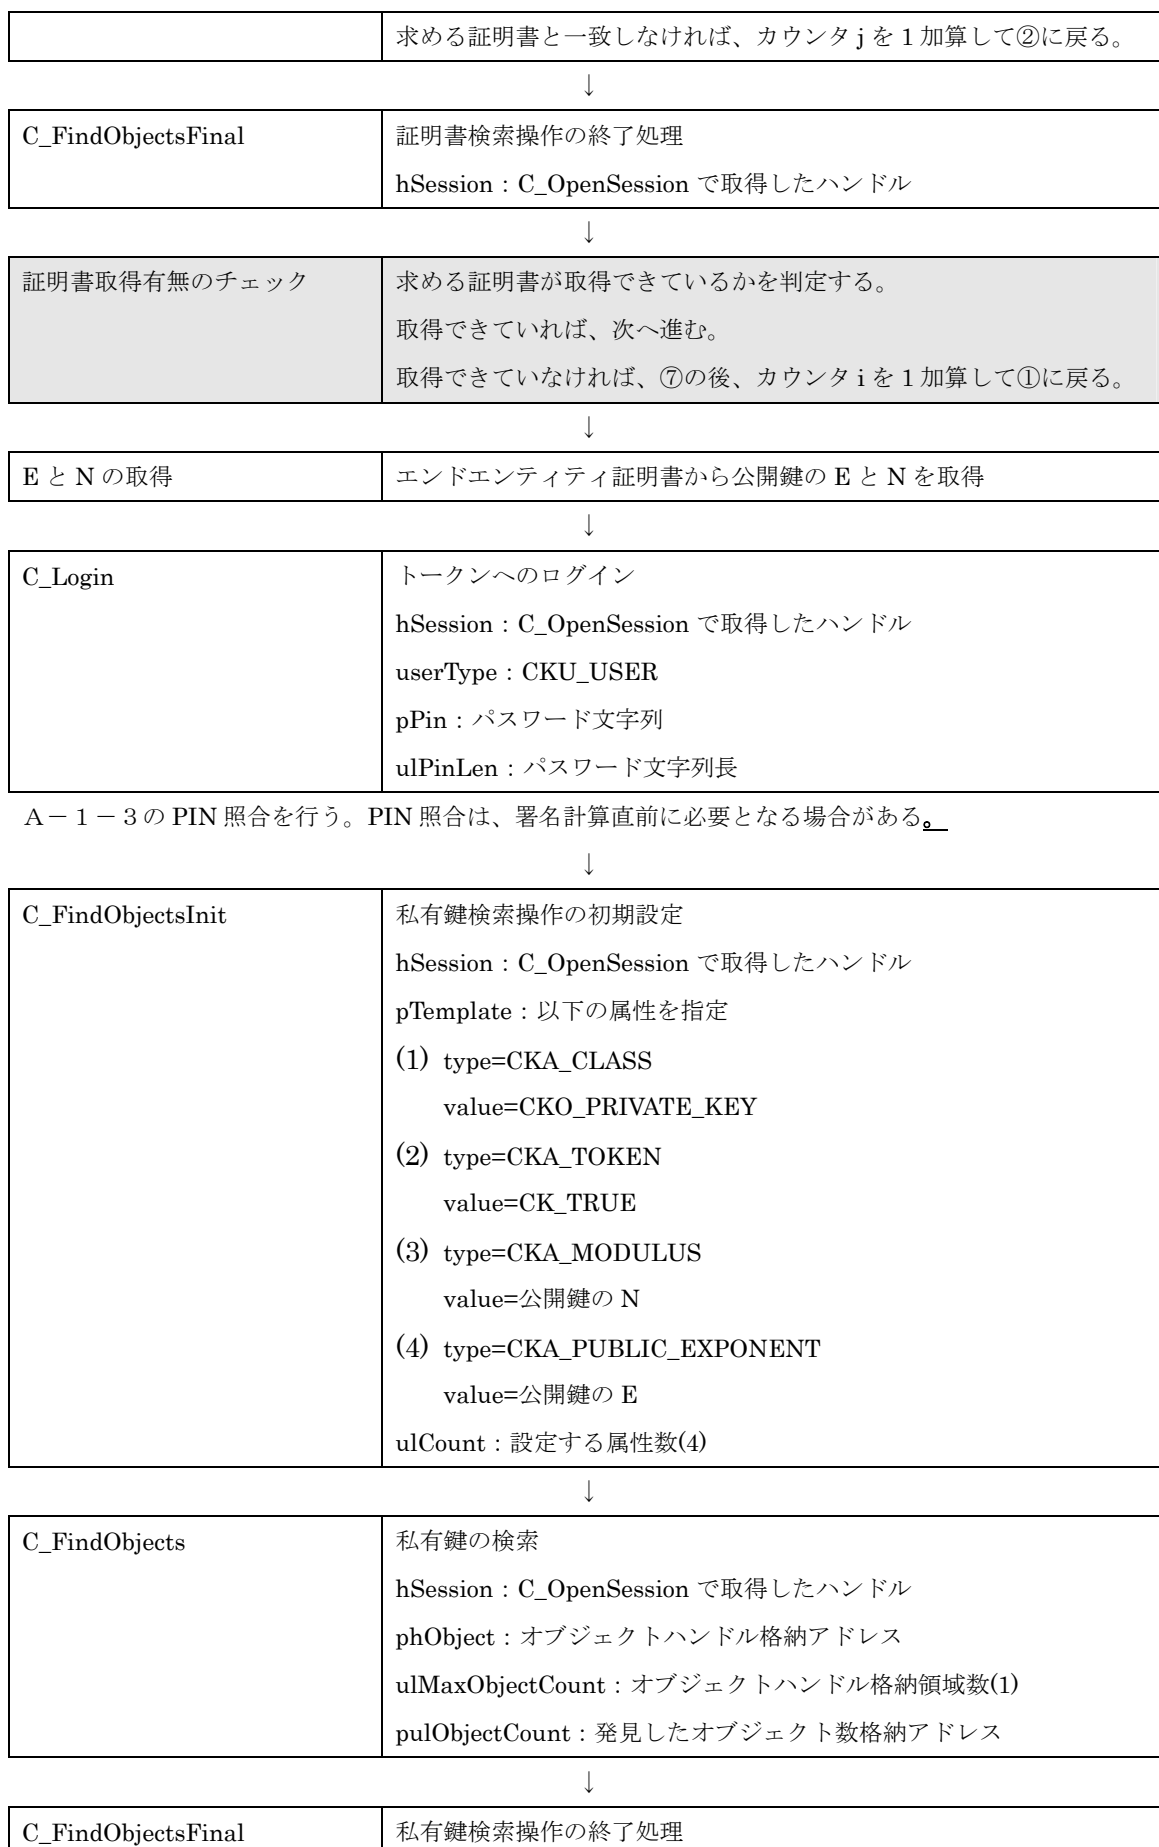 求める証明書と一致しなければ、カウンタ j を 1 加算して②に戻る。
↓
C_FindObjectsFinal
証明書検索操作の終了処理
hSession：C_OpenSession で取得したハンドル
↓
証明書取得有無のチェック
求める証明書が取得できているかを判定する。
取得できていれば、次へ進む。
取得できていなければ、⑦の後、カウンタ i を 1 加算して①に戻る。
↓
E と N の取得
エンドエンティティ証明書から公開鍵の E と N を取得
↓
C_Login
トークンへのログイン
hSession：C_OpenSession で取得したハンドル
userType：CKU_USER
pPin：パスワード文字列
ulPinLen：パスワード文字列長
A－１－３の PIN 照合を行う。PIN 照合は、署名計算直前に必要となる場合がある。
↓
C_FindObjectsInit
私有鍵検索操作の初期設定
hSession：C_OpenSession で取得したハンドル
pTemplate：以下の属性を指定
(1) type=CKA_CLASS
value=CKO_PRIVATE_KEY
(2) type=CKA_TOKEN
value=CK_TRUE
(3) type=CKA_MODULUS
value=公開鍵の N
(4) type=CKA_PUBLIC_EXPONENT
value=公開鍵の E
ulCount：設定する属性数(4)
↓
C_FindObjects
私有鍵の検索
hSession：C_OpenSession で取得したハンドル
phObject：オブジェクトハンドル格納アドレス
ulMaxObjectCount：オブジェクトハンドル格納領域数(1)
pulObjectCount：発見したオブジェクト数格納アドレス
↓
C_FindObjectsFinal
私有鍵検索操作の終了処理